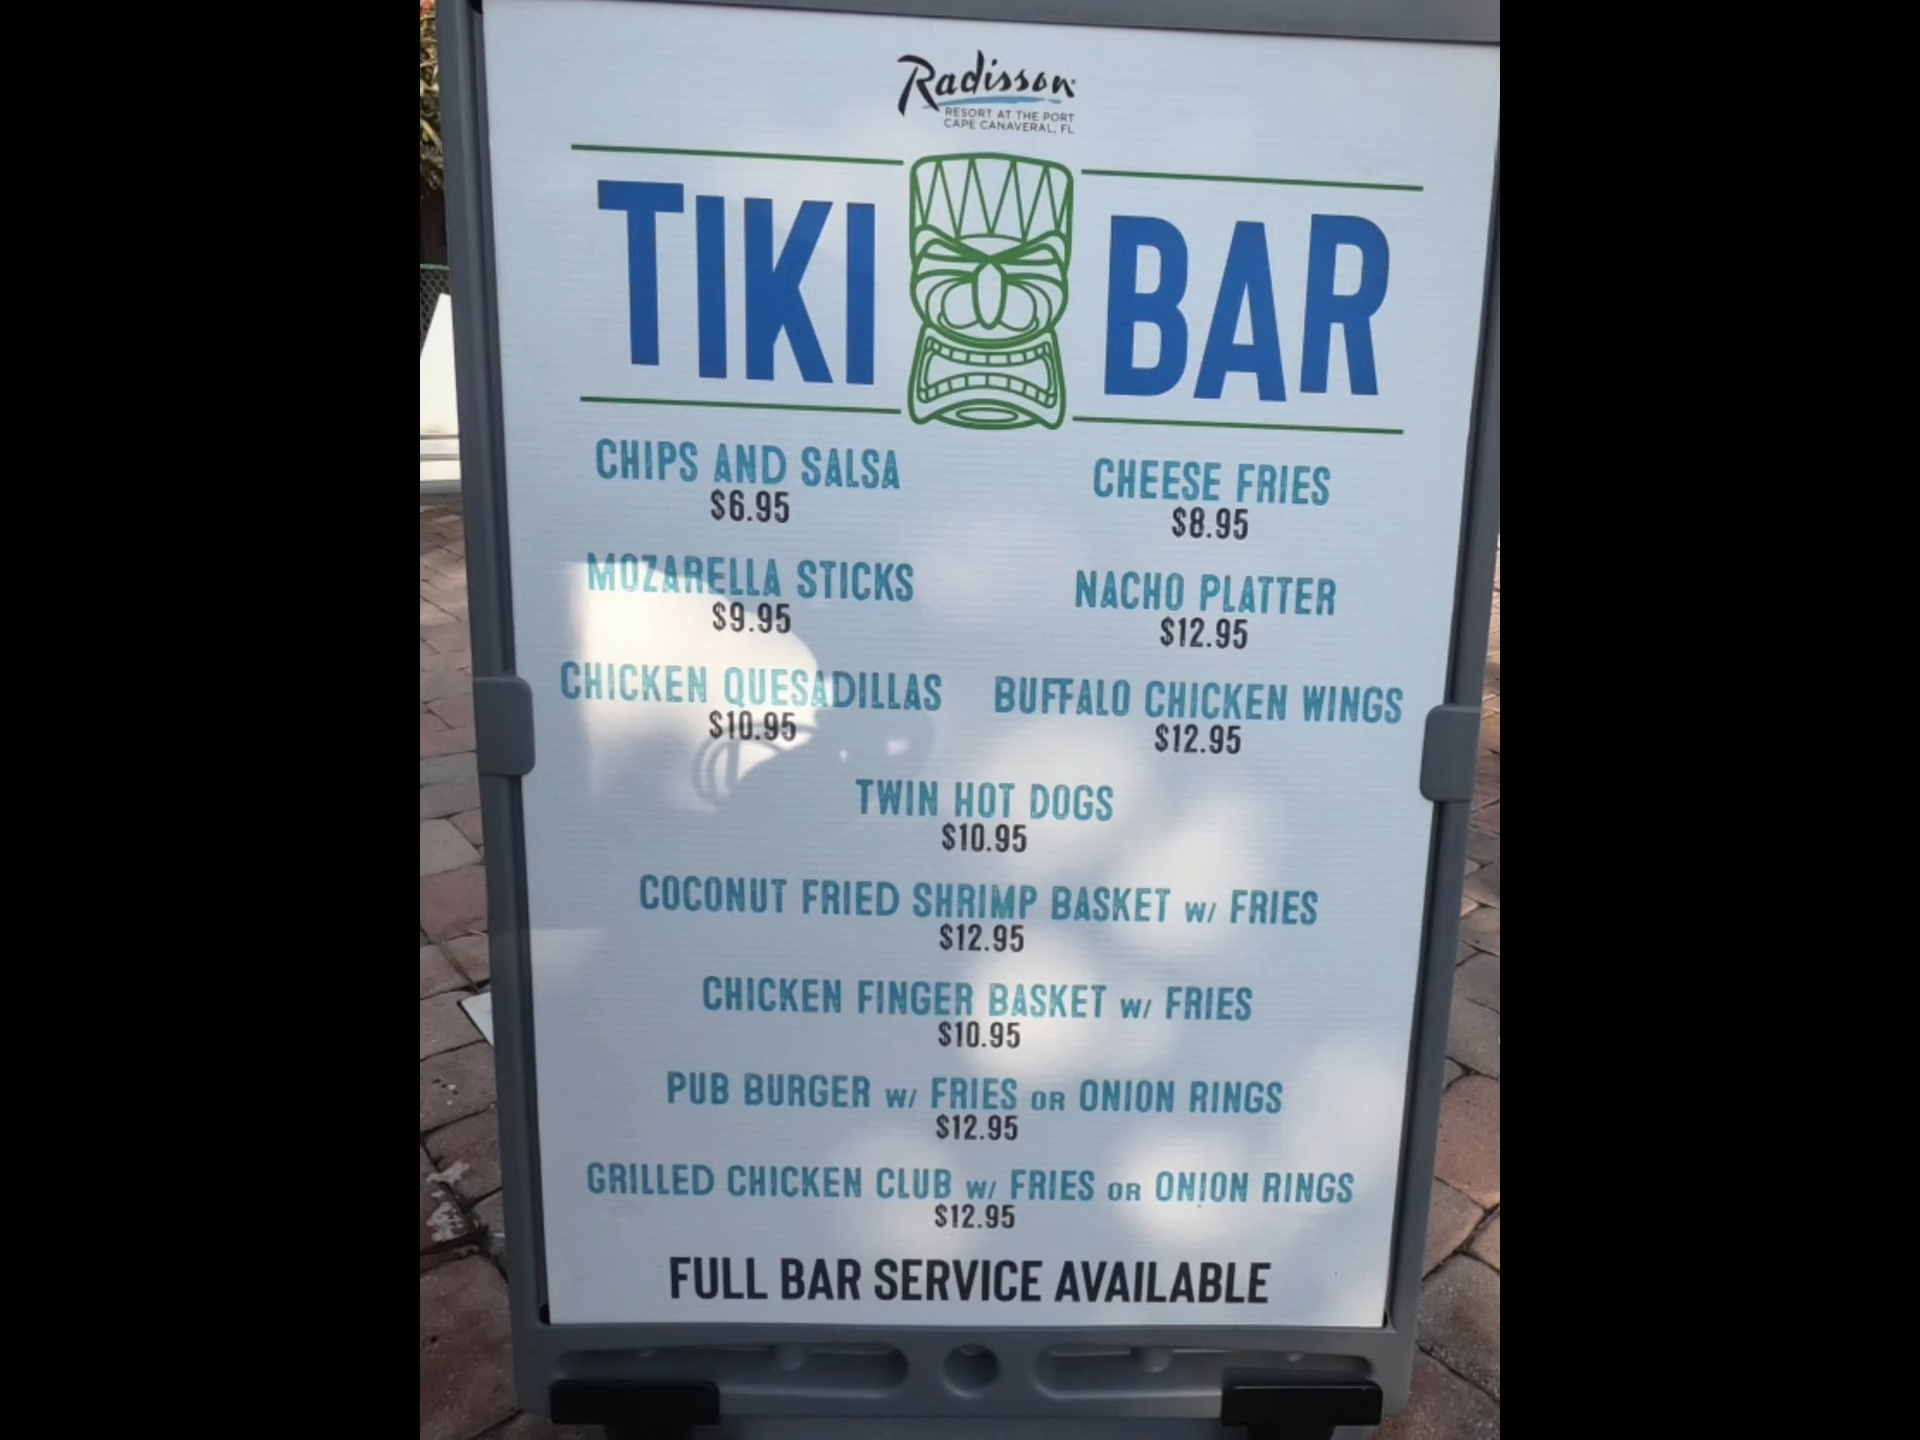 Radisson
RESORT AT THE PORT
CAPE CANAVERAL, FL
TIKI BAR
CHIPS AND SALSA
$6.95
CHEESE FRIES
$8.95
MOZARELLA STICKS
$9.95
NACHO PLATTER
$12.95
CHICKEN QUESADILLAS
$10.95
BUFFALO CHICKEN WINGS
$12.95
TWIN HOT DOGS
$10.95
COCONUT FRIED SHRIMP BASKET W/ FRIES
$12.95
CHICKEN FINGER BASKET W/ FRIES
$10.95
PUB BURGER W/ FRIES OR ONION RINGS
$12.95
GRILLED CHICKEN CLUB W/ FRIES OR ONION RINGS
$12.95
FULL BAR SERVICE AVAILABLE